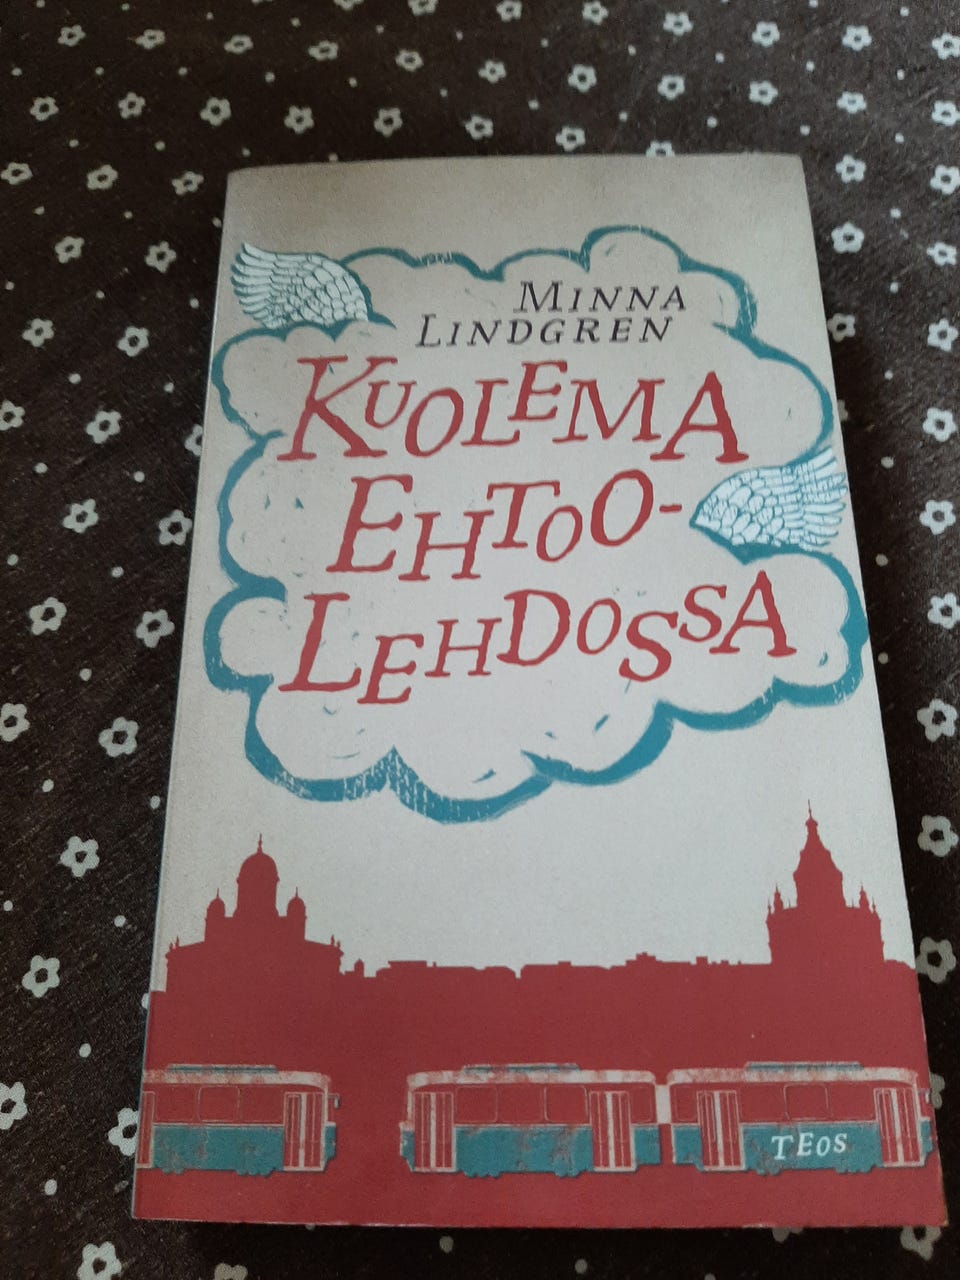 MINNA
LINDGREN
KUOLEMA
EHTOO-
LEHDOSSA
TEOS